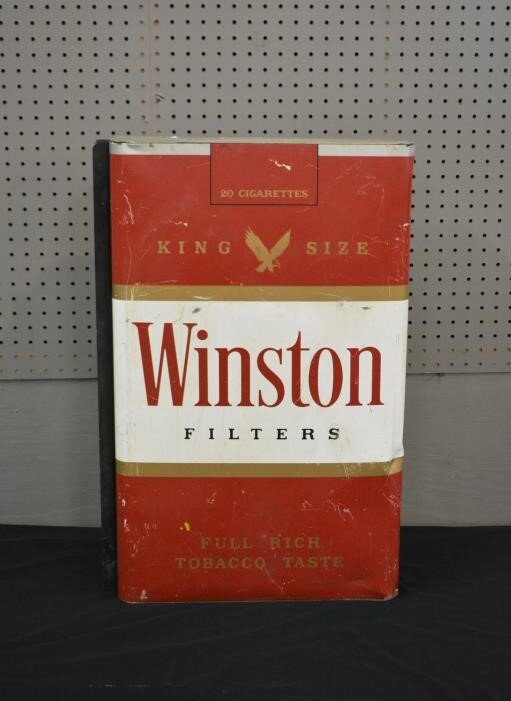 20 CIGARETTES
KING SIZE
Winston
FILTERS
FULL RICH
TOBACCO TASTE